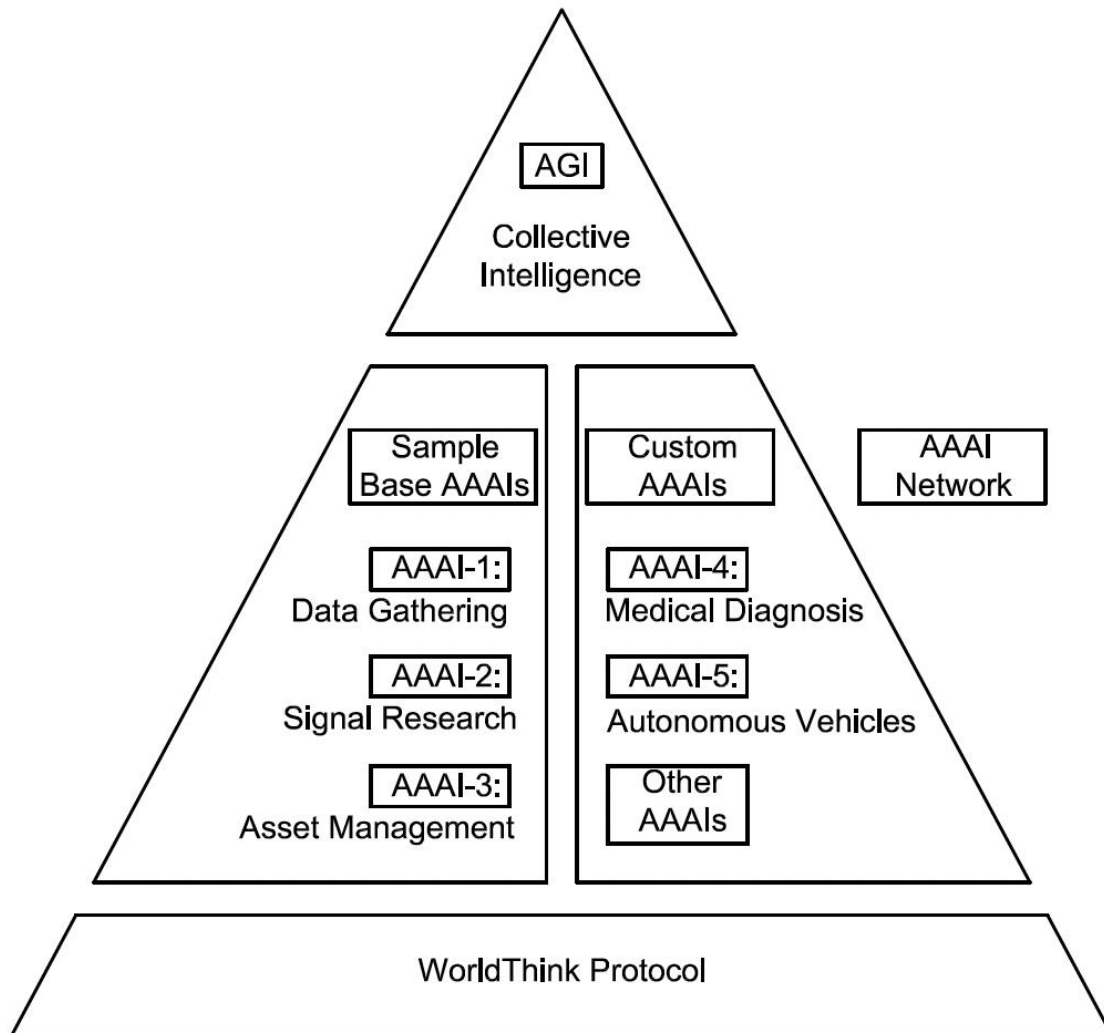 AGI
Collective
Intelligence
Sample
Base AAAIs
AAAI-1:
Data Gathering
AAAI-2:
Signal Research
AAAI-3:
Asset Management
Custom
AAAIs
AAAI-4:
Medical Diagnosis
AAAI-5:
Autonomous Vehicles
Other
AAAIs
AAAI
Network
WorldThink Protocol